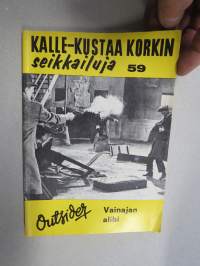 KALLE-KUSTAA KORKIN
seikkailuja 59
Outsider
Vainajan
alibi